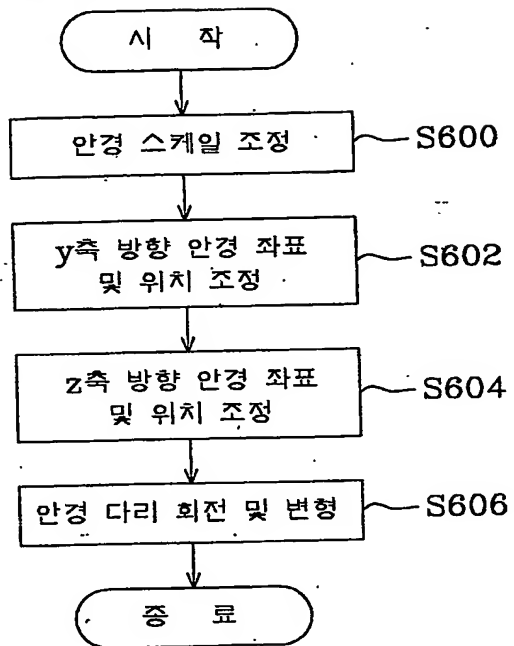 시 작
안경 스케일 조정
S600
y축 방향 안경 좌표
및 위치 조정
S602
z축 방향 안경 좌표
및 위치 조정
S604
안경 다리 회전 및 변형
S606
종 료